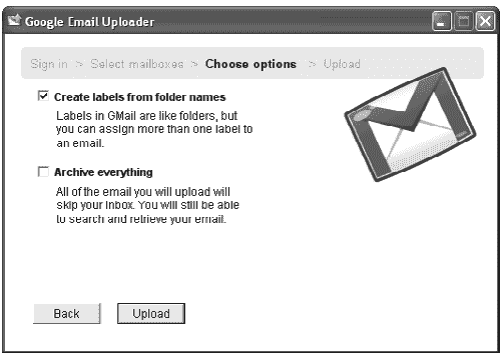 Google Email Uploader
Sign in > Select mailboxes > Choose options > Upload
Create labels from folder names
Labels in GMail are like folders, but
you can assign more than one label to
an email.
Archive everything
All of the email you will upload will
skip your inbox. You will still be able
to search and retrieve your email.
Back
Upload